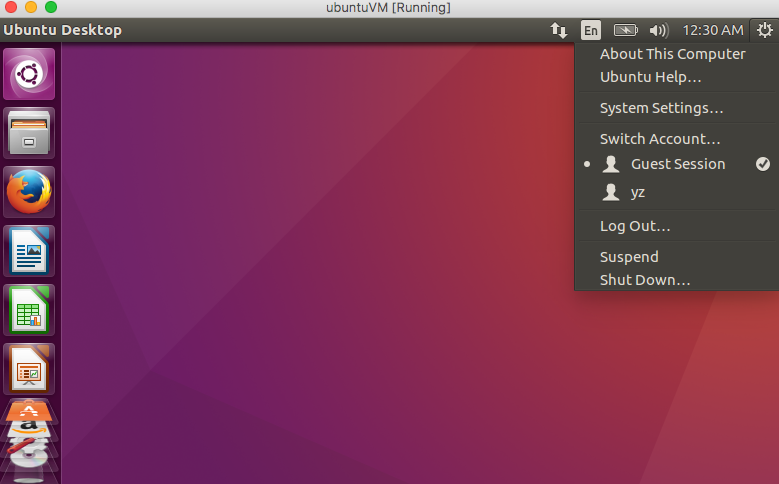 ubuntuVM [Running]
Ubuntu Desktop En 12:30 AM
About This Computer
Ubuntu Help…
System Settings…
Switch Account…
Guest Session
yz
Log Out…
Suspend
Shut Down…
A
a